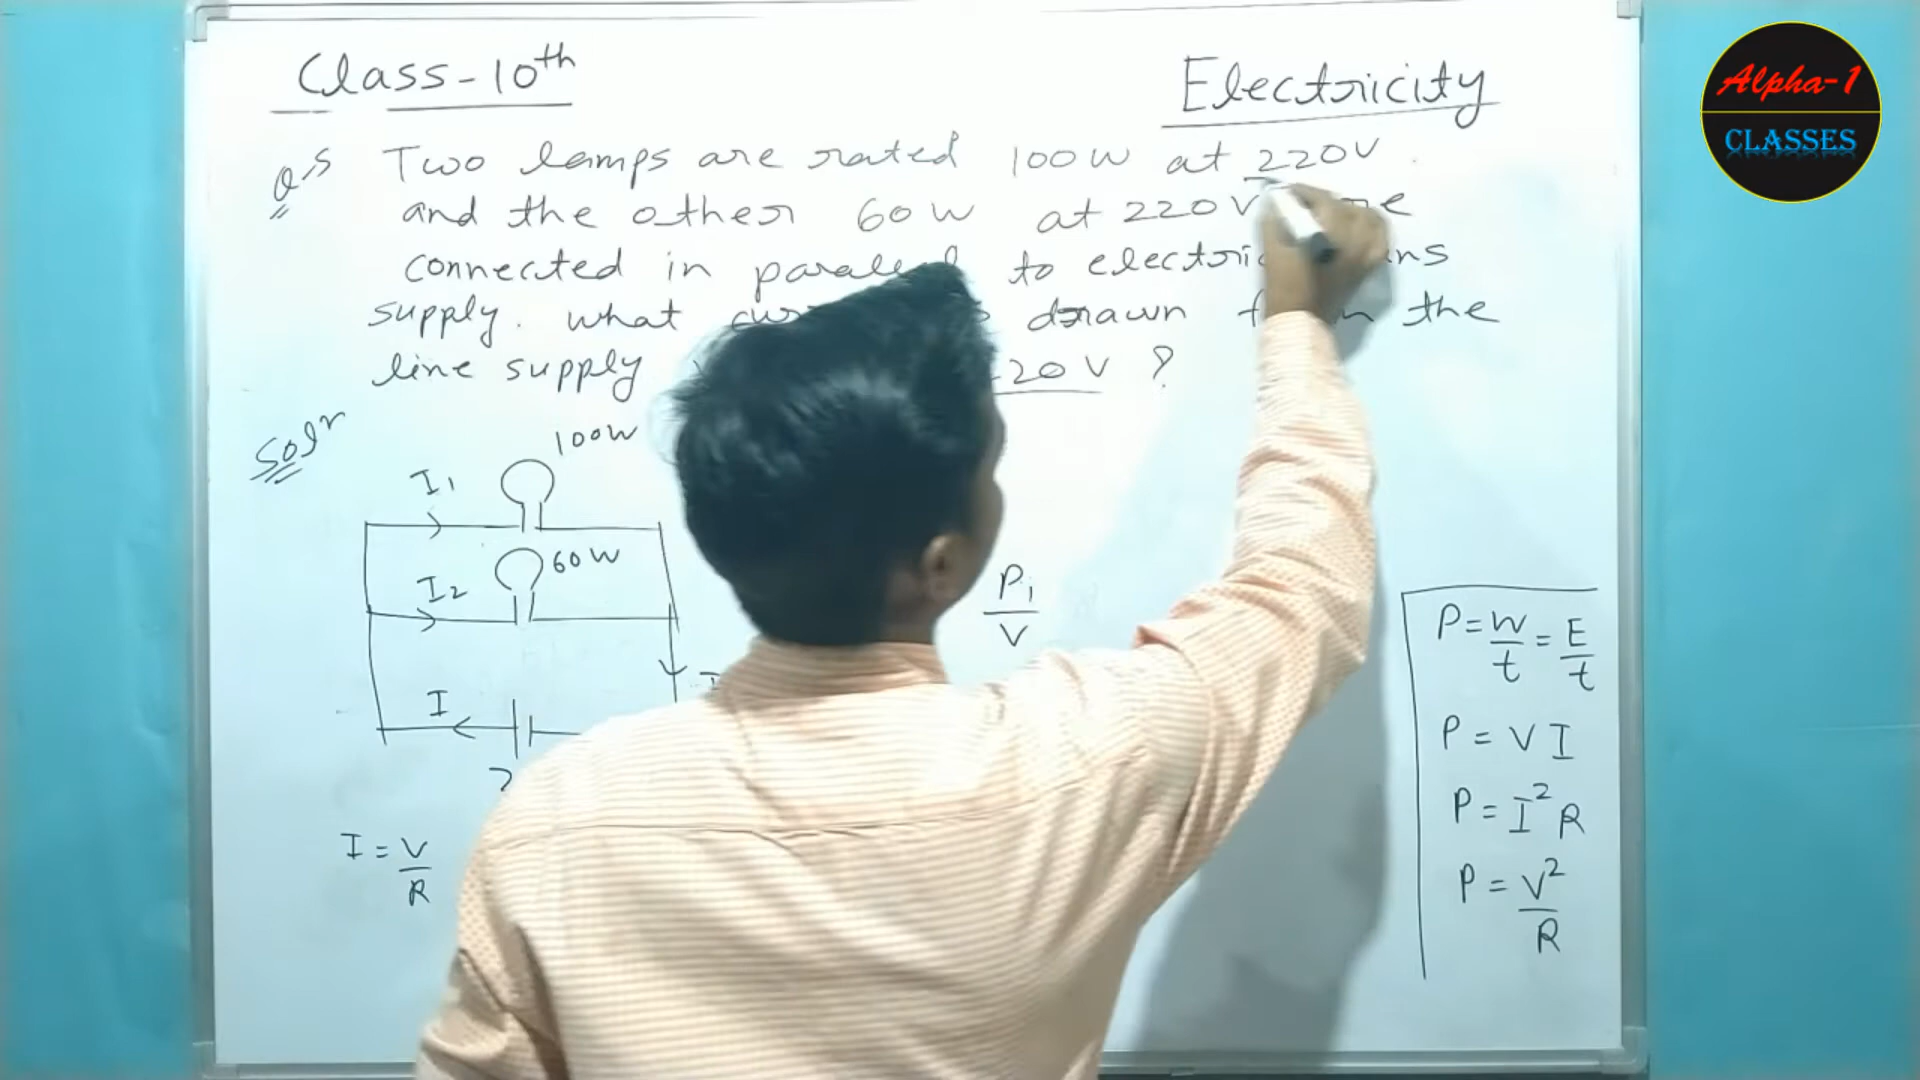 Class-10th
Electricity
Alpha-1
CLASSES
Q-5 Two lamps are rated 100W at 220V
and the other 60W at 220V
connected in parallel to
supply. what drawn the
line supply 20V ?
Soln
100W
I1
60W
I2
I
P1
V
I = V
R
P = W = E
t t
P = VI
P = I²R
P = V²
R